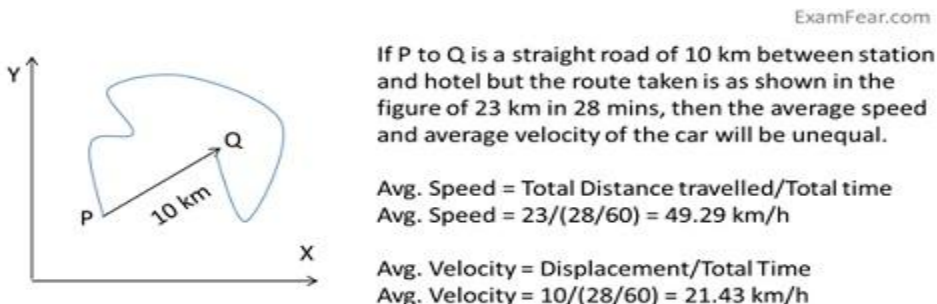 ExamFear.com
Y
If P to Q is a straight road of 10 km between station
and hotel but the route taken is as shown in the
figure of 23 km in 28 mins, then the average speed
and average velocity of the car will be unequal.
Q
P
10 km
Avg. Speed = Total Distance travelled/Total time
Avg. Speed = 23/(28/60) = 49.29 km/h
X
Avg. Velocity = Displacement/Total Time
Avg. Velocity = 10/(28/60) = 21.43 km/h